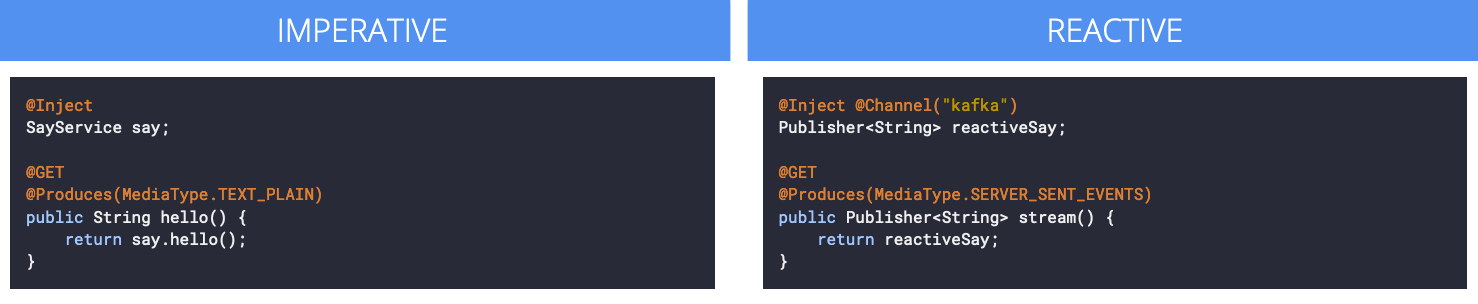 IMPERATIVE
@Inject
SayService say;
@GET
@Produces(MediaType.TEXT_PLAIN)
public String hello() {
    return say.hello();
}
REACTIVE
@Inject @Channel("kafka")
Publisher<String> reactiveSay;
@GET
@Produces(MediaType.SERVER_SENT_EVENTS)
public Publisher<String> stream() {
    return reactiveSay;
}